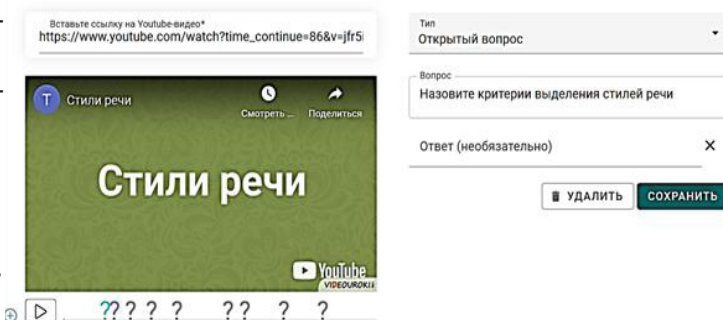 Вставьте ссылку на Youtube-видео*
https://www.youtube.com/watch?time_continue=86&v=jfr5i
Т Стили речи
Смотреть ... Поделиться
Стили речи
YouTube
VIDEOUROKI
?? ? ? ? ? ? ? ?
Тип
Открытый вопрос
Вопрос
Назовите критерии выделения стилей речи
Ответ (необязательно)
УДАЛИТЬ СОХРАНИТЬ